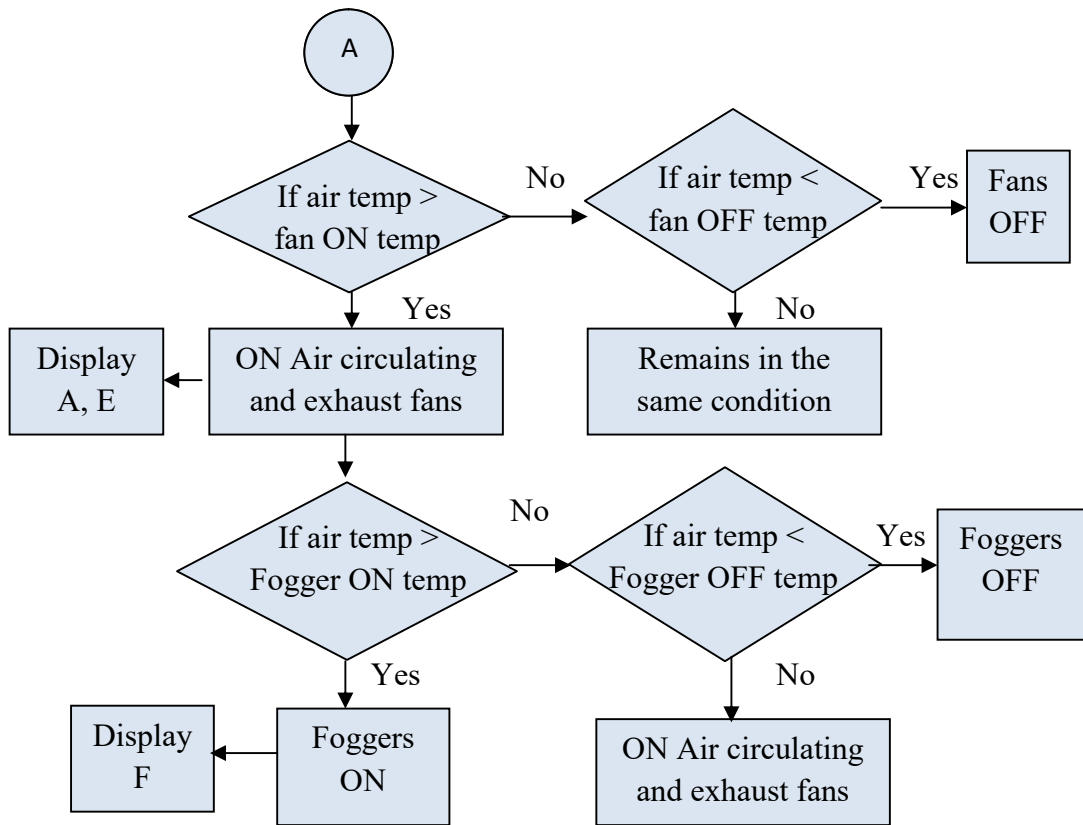 A
If air temp >
fan ON temp
No
If air temp <
fan OFF temp
Yes
Fans
OFF
Yes
No
Display
A, E
ON Air circulating
and exhaust fans
Remains in the
same condition
If air temp >
Fogger ON temp
No
If air temp <
Fogger OFF temp
Yes
Foggers
OFF
Yes
No
Display
F
Foggers
ON
ON Air circulating
and exhaust fans